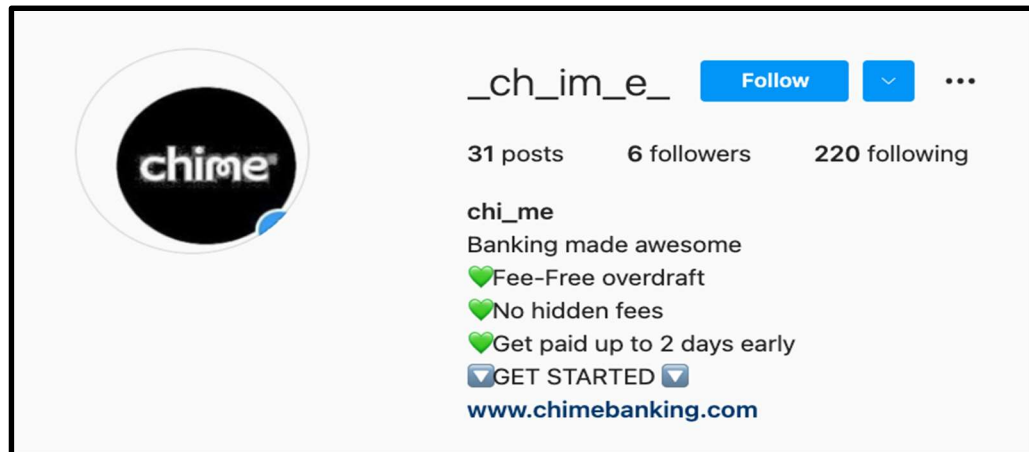 chime
_ch_im_e_ Follow
31 posts 6 followers 220 following
chi_me
Banking made awesome
💚Fee-Free overdraft
💚No hidden fees
💚Get paid up to 2 days early
🔽GET STARTED 🔽
www.chimebanking.com